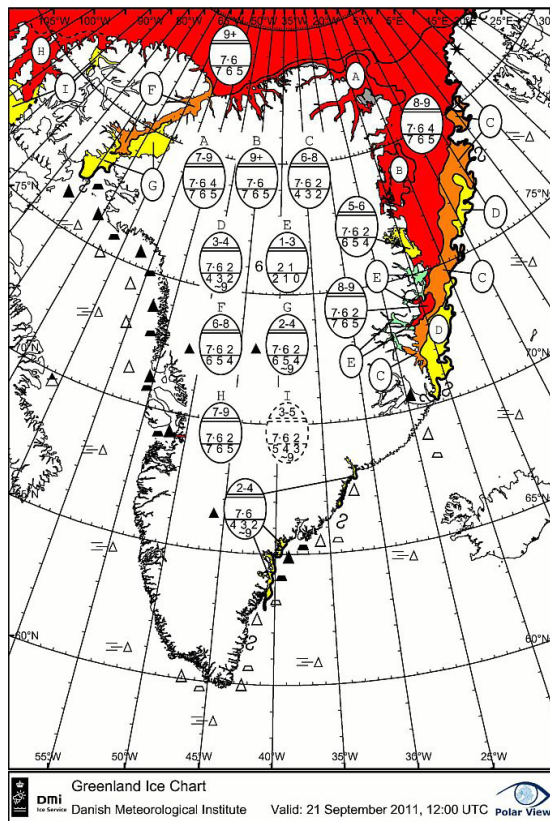 105°W 100°W 90°W 80°W 65°W 5°E 15°E 20°E 30°E
H
I
F
9+
7·6
7 6 5
A
8-9
7·6 4
7 6 5
C
A
7-9
7·6 4
7 6 5
B
9+
7·6
7 6 5
C
6-8
7·6 2
4 3 2
B
G
75°N
75°N
5-6
7·6 2
6 5 4
D
D
3-4
7·6 2
4 3 2
~9
E
1-3
6
2 1
2 1 0
E
C
8-9
7·6 2
7 6 5
D
70°N
70°N
F
6-8
7·6 2
6 5 4
G
2-4
7·6 2
6 5 4
~9
E
C
H
7-9
7·6 2
7 6 5
I
3-5
7·6 2
5 4 3
~9
65°N
65°N
2-4
7·6
4 3 2
~9
60°N
60°N
55°W 50°W 45°W 40°W 35°W 30°W 25°W
DMi
Ice Service
Greenland Ice Chart
Danish Meteorological Institute
Valid: 21 September 2011, 12:00 UTC
Polar View